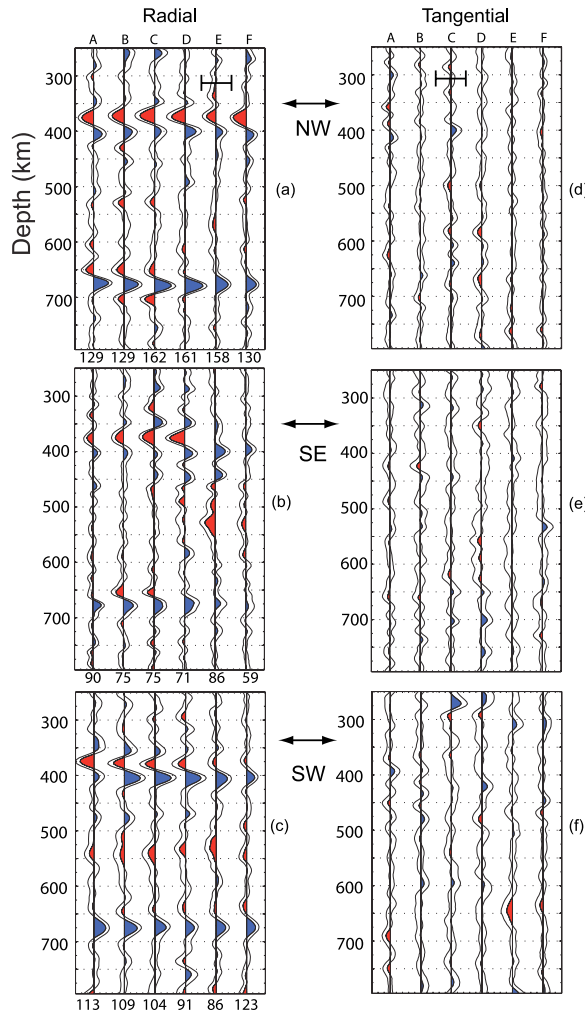 Radial Tangential
A B C D E F A B C D E F
300 300
400 NW 400
500 (a) 500 (d)
600 600
700 700
129 129 162 161 158 130
Depth (km)
300 300
400 SE 400
500 (b) 500 (e)
600 600
700 700
90 75 75 71 86 59
300 300
400 SW 400
500 (c) 500 (f)
600 600
700 700
113 109 104 91 86 123